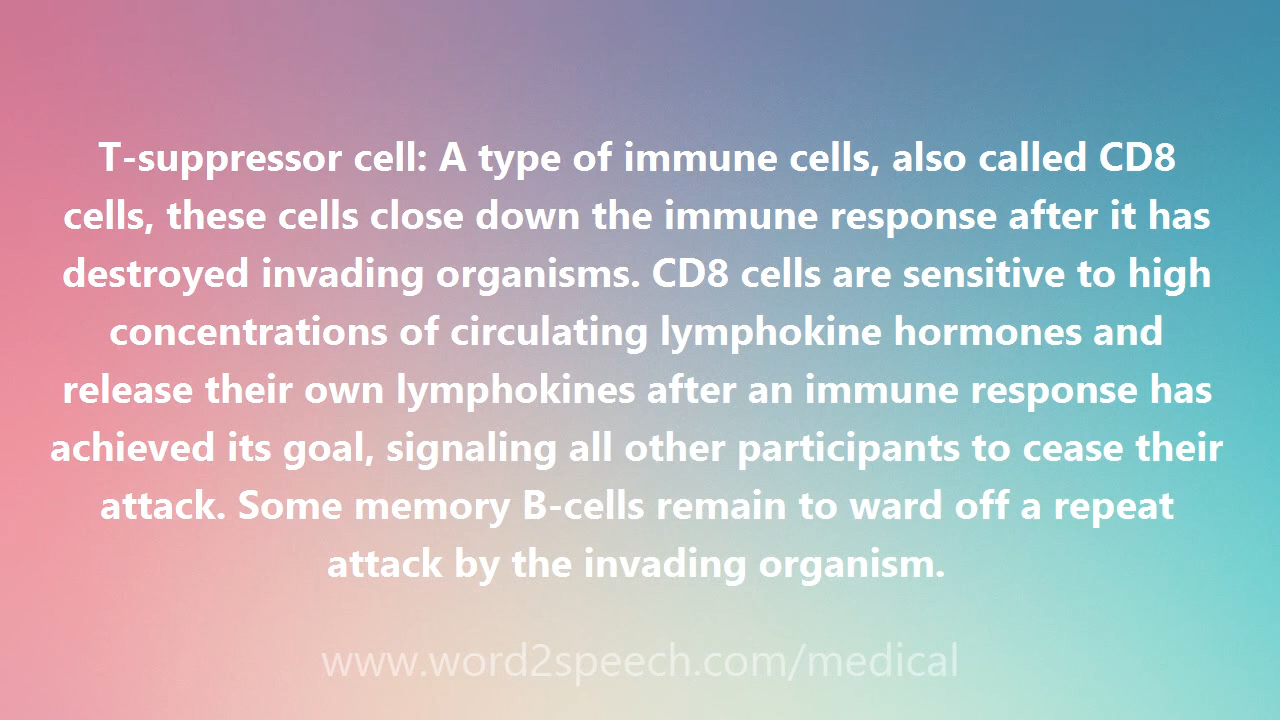 T-suppressor cell: A type of immune cells, also called CD8
cells, these cells close down the immune response after it has
destroyed invading organisms. CD8 cells are sensitive to high
concentrations of circulating lymphokine hormones and
release their own lymphokines after an immune response has
achieved its goal, signaling all other participants to cease their
attack. Some memory B-cells remain to ward off a repeat
attack by the invading organism.
www.word2speech.com/medical